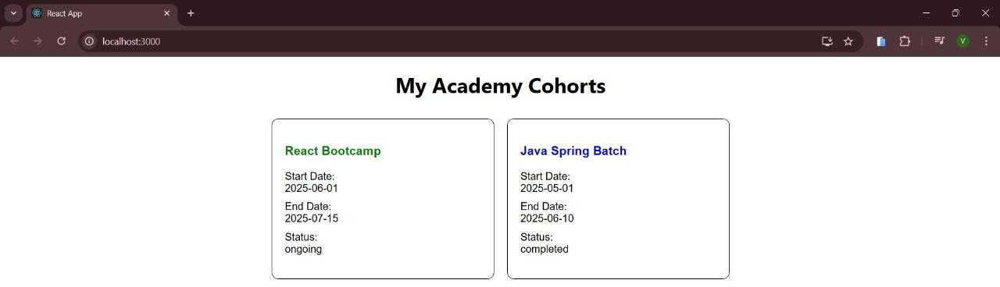 React App
localhost:3000
V
My Academy Cohorts
React Bootcamp
Start Date:
2025-06-01
End Date:
2025-07-15
Status:
ongoing
Java Spring Batch
Start Date:
2025-05-01
End Date:
2025-06-10
Status:
completed